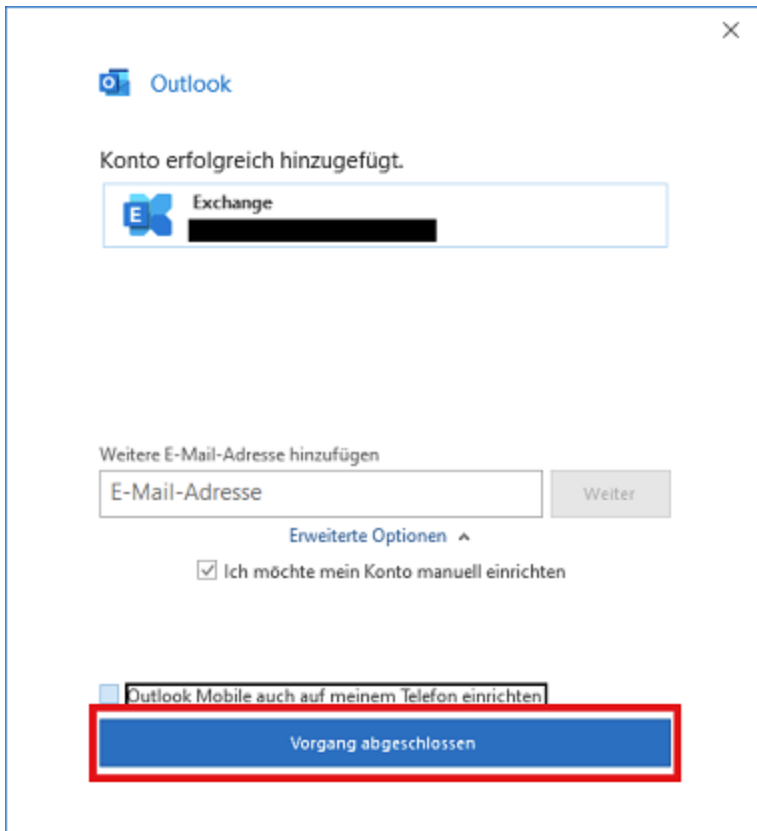 Outlook
Konto erfolgreich hinzugefügt.
Exchange
Weitere E-Mail-Adresse hinzufügen
E-Mail-Adresse
Weiter
Erweiterte Optionen
Ich möchte mein Konto manuell einrichten
Outlook Mobile auch auf meinem Telefon einrichten
Vorgang abgeschlossen